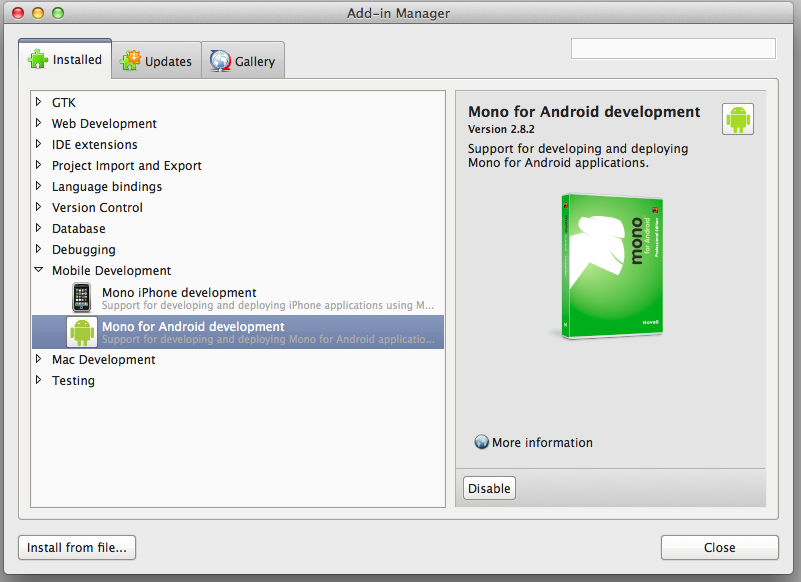 Add-in Manager
Installed
Updates
Gallery
GTK
Web Development
IDE extensions
Project Import and Export
Language bindings
Version Control
Database
Debugging
Mobile Development
Mono iPhone development
Support for developing and deploying iPhone applications using M...
Mono for Android development
Support for developing and deploying Mono for Android applicatio...
Mac Development
Testing
Mono for Android development
Version 2.8.2
Support for developing and deploying
Mono for Android applications.
mono
for Android
Professional Edition
N
Novell
More information
Disable
Install from file...
Close